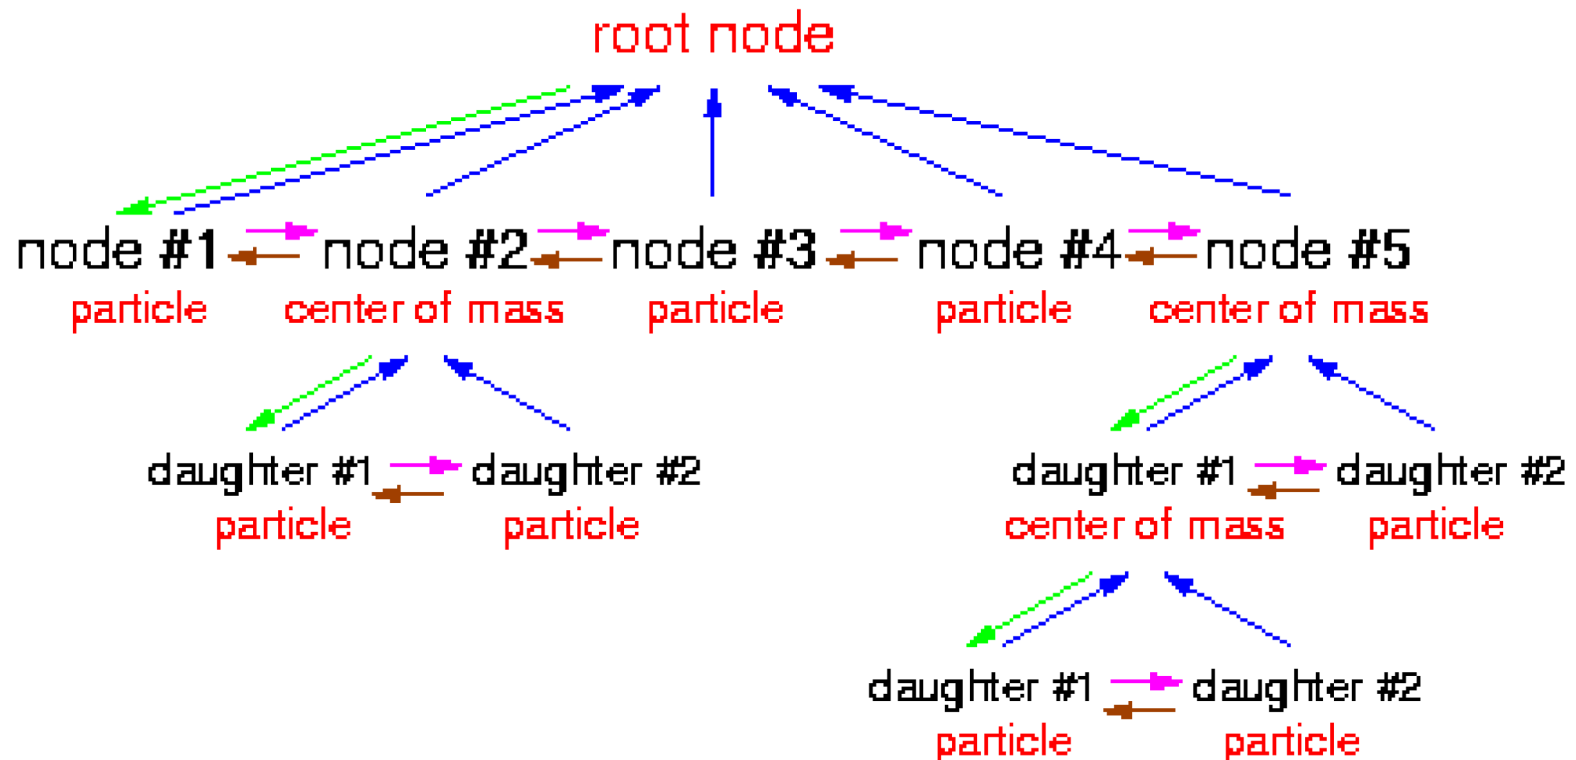 root node
node #1 node #2 node #3 node #4 node #5
particle center of mass particle particle center of mass
daughter #1 daughter #2 daughter #1 daughter #2
particle particle center of mass particle
daughter #1 daughter #2
particle particle